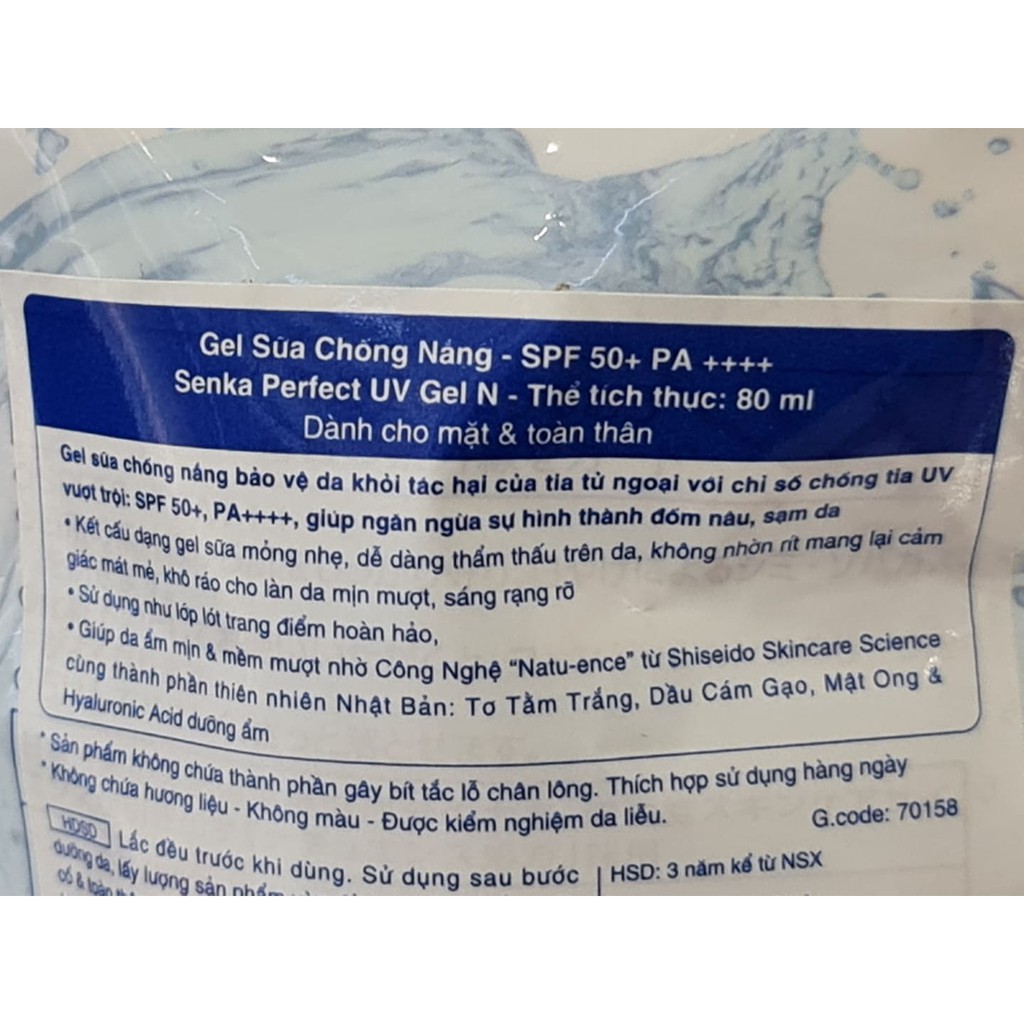 Gel Sữa Chống Nắng - SPF 50+ PA ++++
Senka Perfect UV Gel N - Thể tích thực: 80 ml
Dành cho mặt & toàn thân
Gel sữa chống nắng bảo vệ da khỏi tác hại của tia tử ngoại với chỉ số chống tia UV
vượt trội: SPF 50+, PA++++, giúp ngăn ngừa sự hình thành đốm nâu, sạm da
• Kết cấu dạng gel sữa mỏng nhẹ, dễ dàng thẩm thấu trên da, không nhờn rít mang lại cảm
giác mát mẻ, khô ráo cho làn da mịn mượt, sáng rạng rỡ
• Sử dụng như lớp lót trang điểm hoàn hảo,
• Giúp da ẩm mịn & mềm mượt nhờ Công Nghệ “Natu-ence” từ Shiseido Skincare Science
cùng thành phần thiên nhiên Nhật Bản: Tơ Tằm Trắng, Dầu Cám Gạo, Mật Ong &
Hyaluronic Acid dưỡng ẩm
* Sản phẩm không chứa thành phần gây bít tắc lỗ chân lông. Thích hợp sử dụng hàng ngày
* Không chứa hương liệu - Không màu - Được kiểm nghiệm da liễu.
G.code: 70158
HDSD Lắc đều trước khi dùng. Sử dụng sau bước
HSD: 3 năm kể từ NSX
dưỡng da, lấy lượng sản phẩm
cổ & toàn